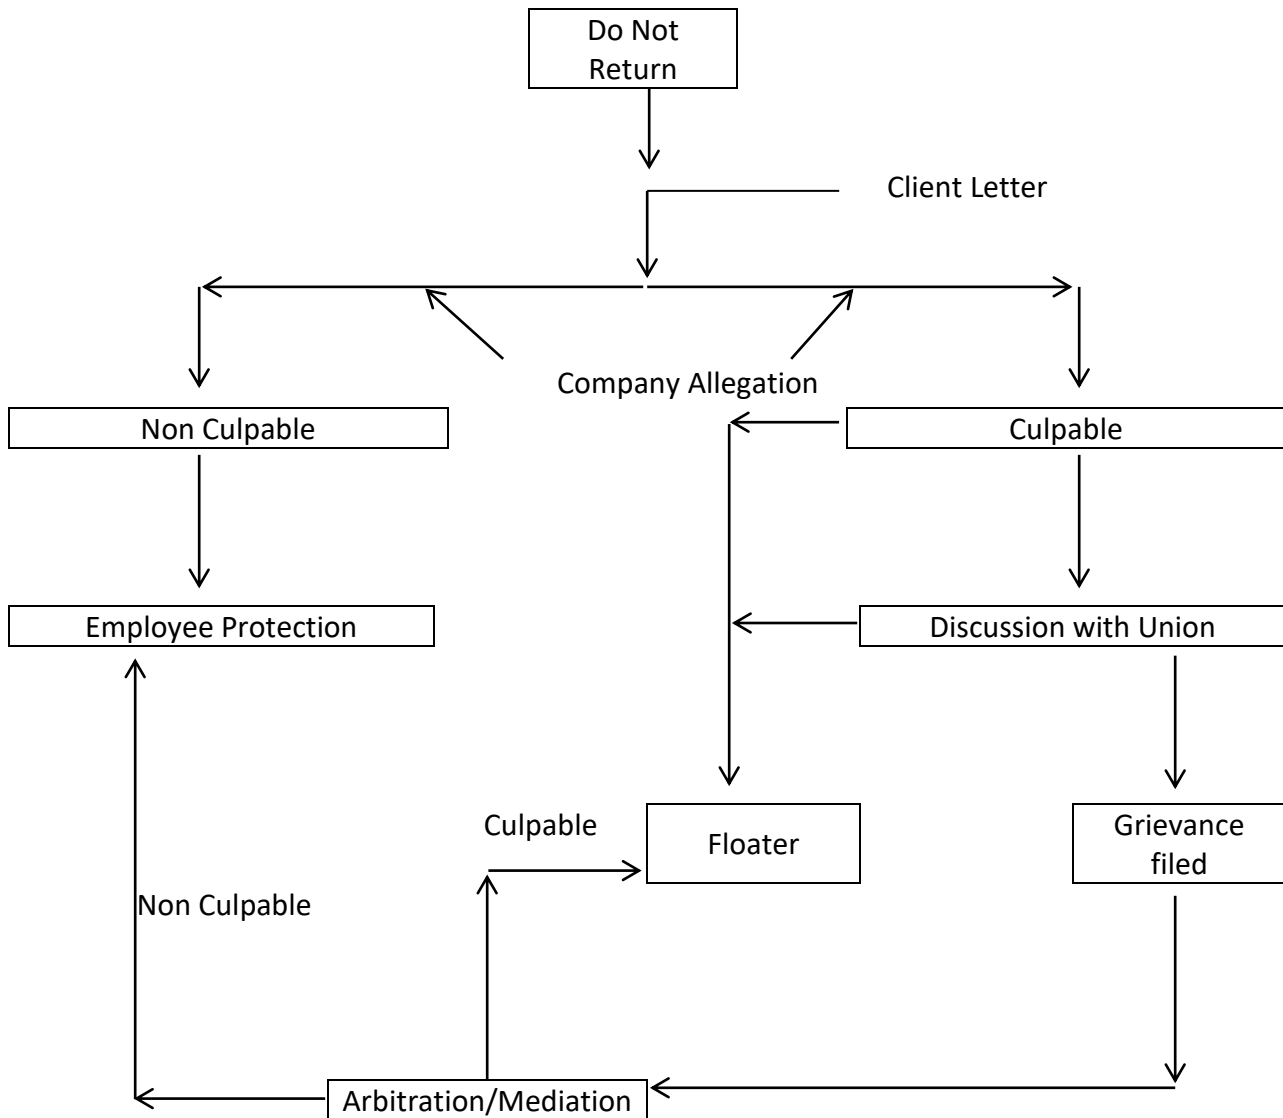 Do Not
Return
Client Letter
Company Allegation
Non Culpable
Culpable
Employee Protection
Discussion with Union
Culpable
Floater
Grievance
filed
Non Culpable
Arbitration/Mediation